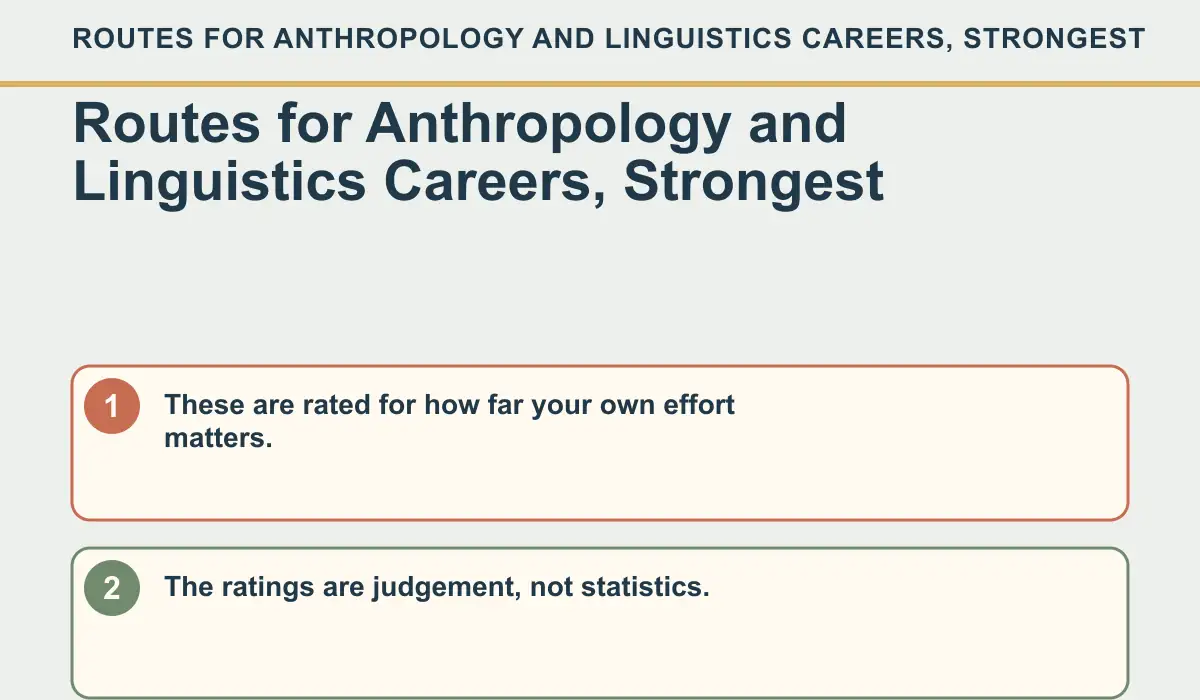 ROUTES FOR ANTHROPOLOGY AND LINGUISTICS CAREERS, STRONGEST
Routes for Anthropology and
Linguistics Careers, Strongest
1
These are rated for how far your own effort
matters.
2
The ratings are judgement, not statistics.